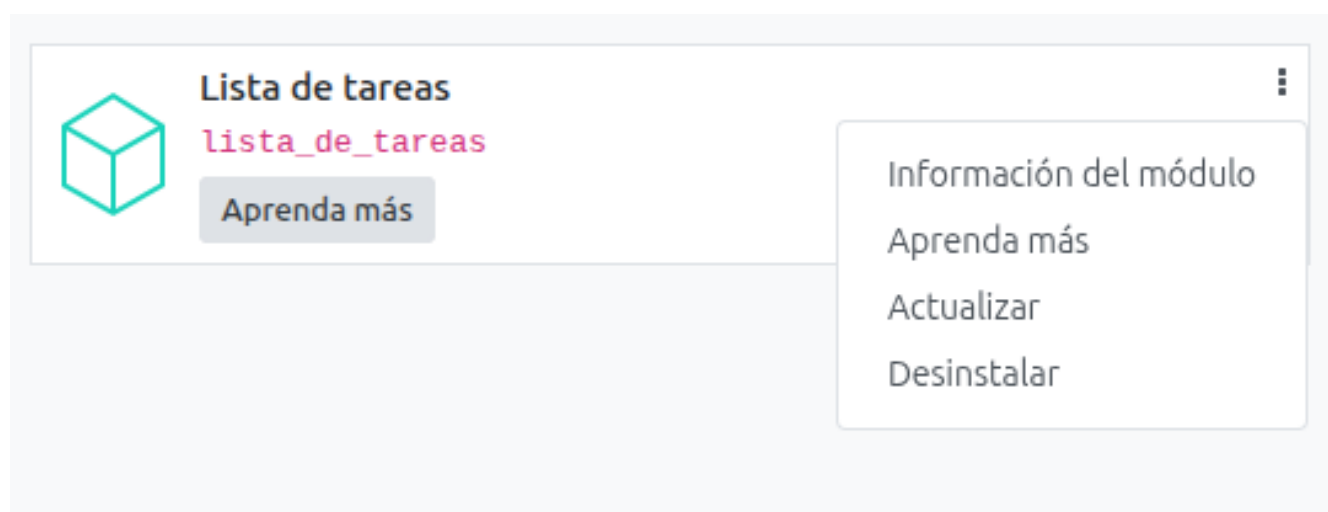 Lista de tareas
lista_de_tareas
Aprenda más
Información del módulo
Aprenda más
Actualizar
Desinstalar